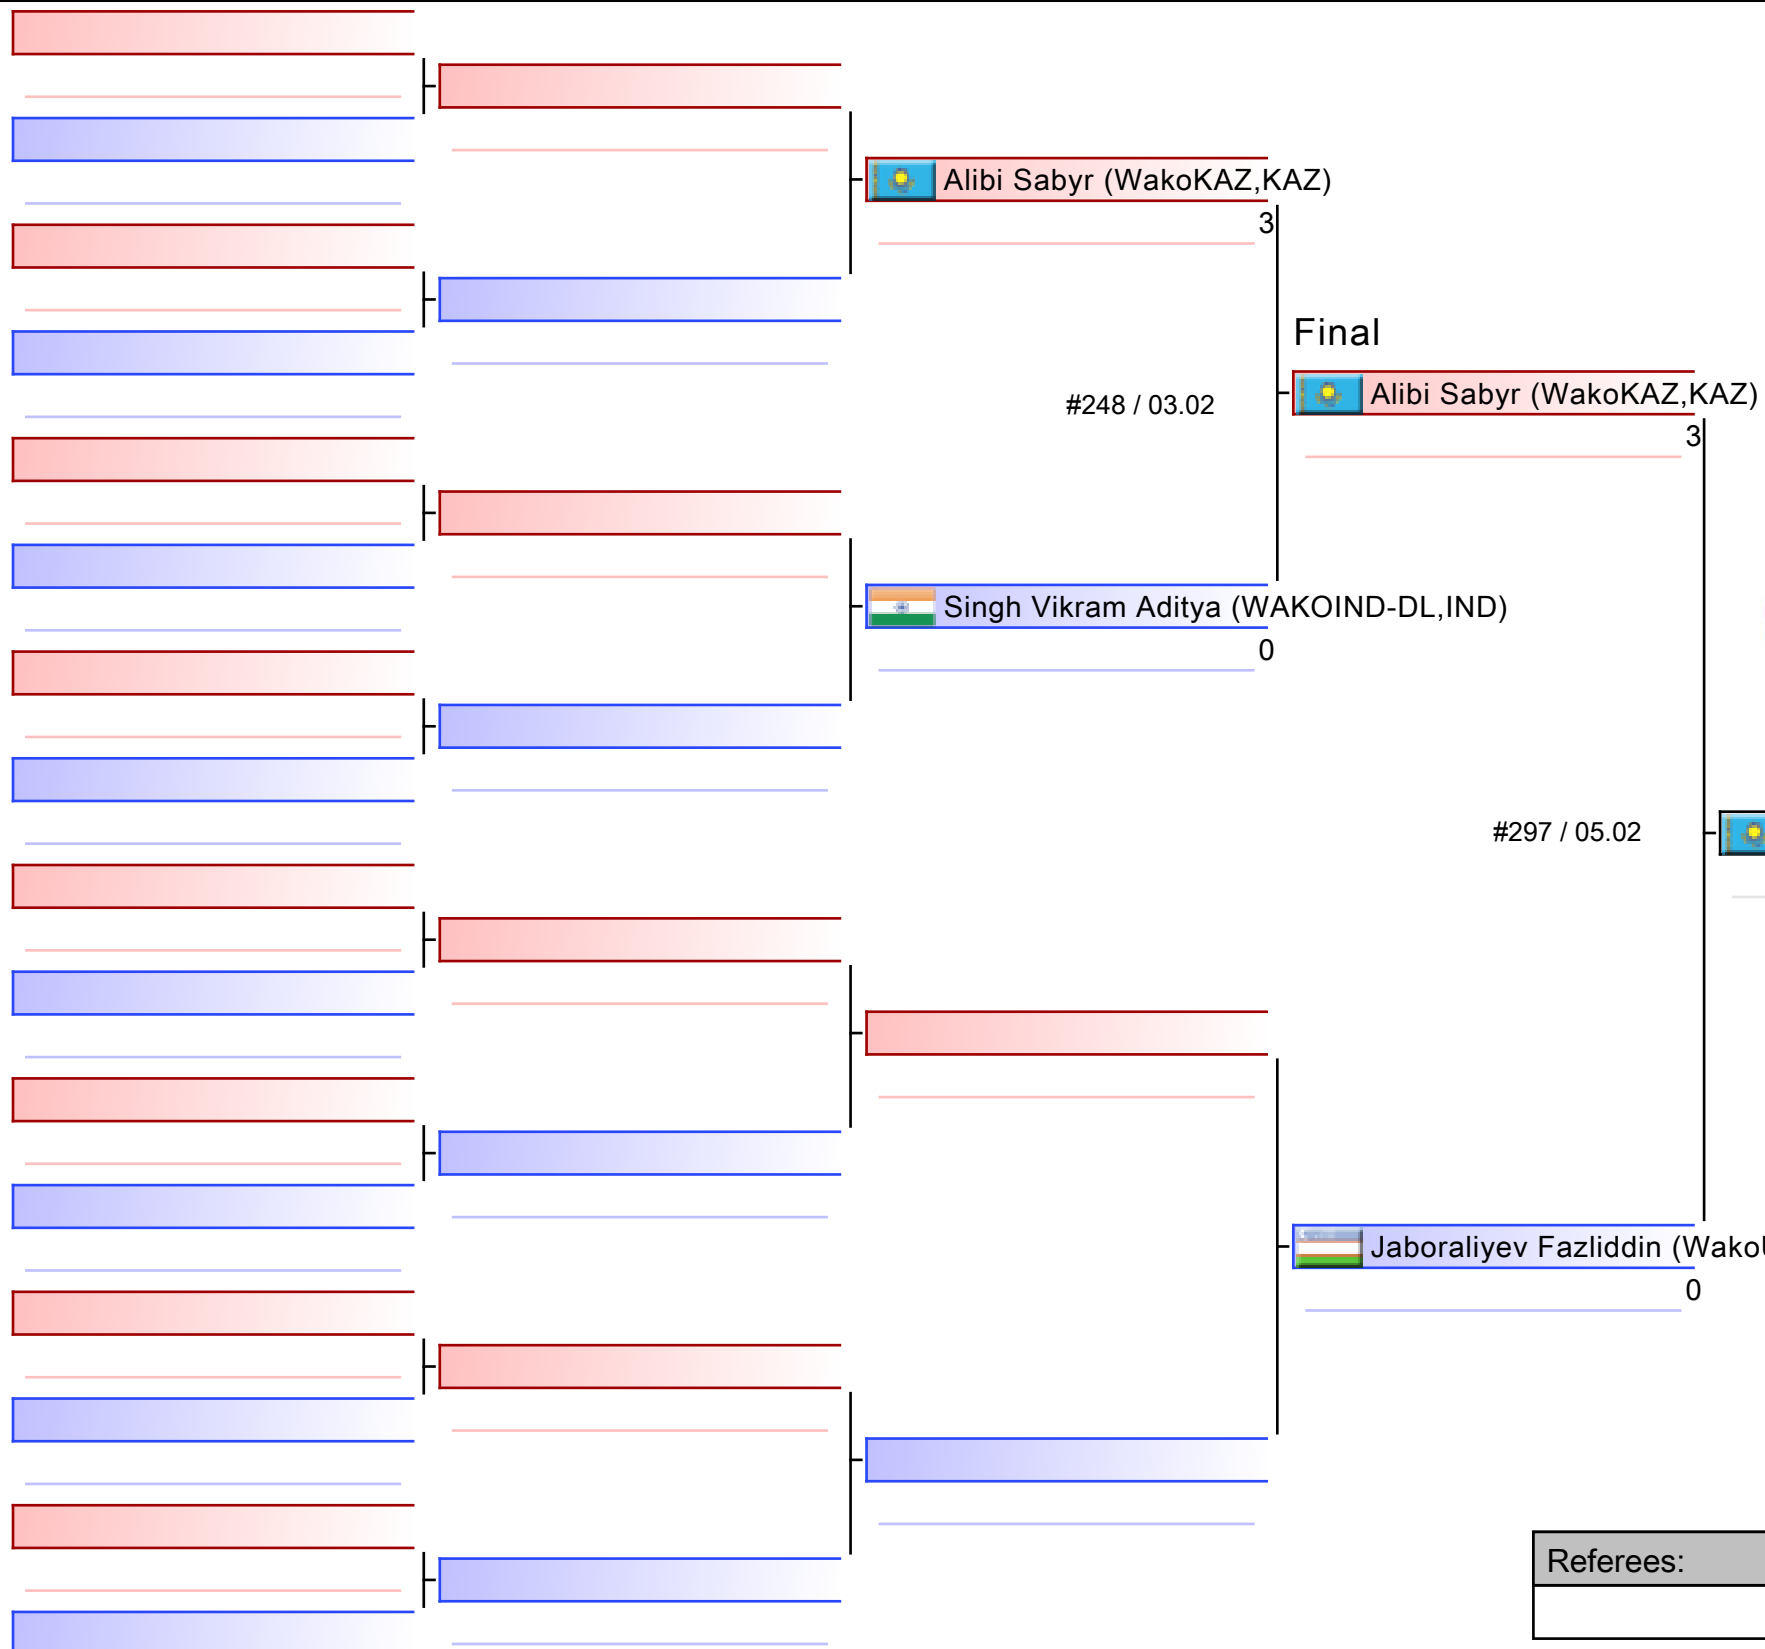 Alibi Sabyr (WakoKAZ,KAZ)
3
Final
#248 / 03.02
Alibi Sabyr (WakoKAZ,KAZ)
3
Singh Vikram Aditya (WAKOIND-DL,IND)
0
#297 / 05.02
Jaboraliyev Fazliddin
0
Referees: